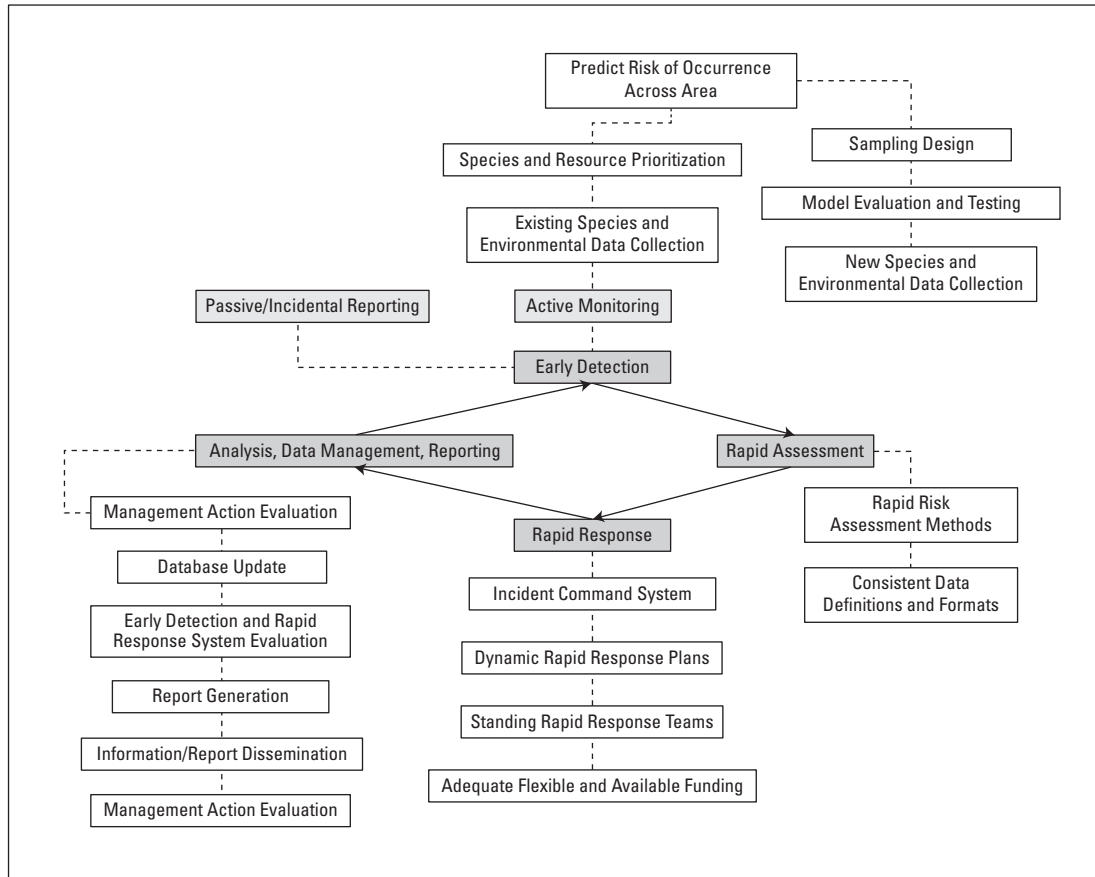 Predict Risk of Occurrence
Across Area
Sampling Design
Species and Resource Prioritization
Model Evaluation and Testing
Existing Species and
Environmental Data Collection
New Species and
Environmental Data Collection
Passive/Incidental Reporting
Active Monitoring
Early Detection
Analysis, Data Management, Reporting
Rapid Assessment
Management Action Evaluation
Rapid Risk
Assessment Methods
Rapid Response
Database Update
Incident Command System
Consistent Data
Definitions and Formats
Early Detection and Rapid
Response System Evaluation
Dynamic Rapid Response Plans
Report Generation
Standing Rapid Response Teams
Information/Report Dissemination
Adequate Flexible and Available Funding
Management Action Evaluation